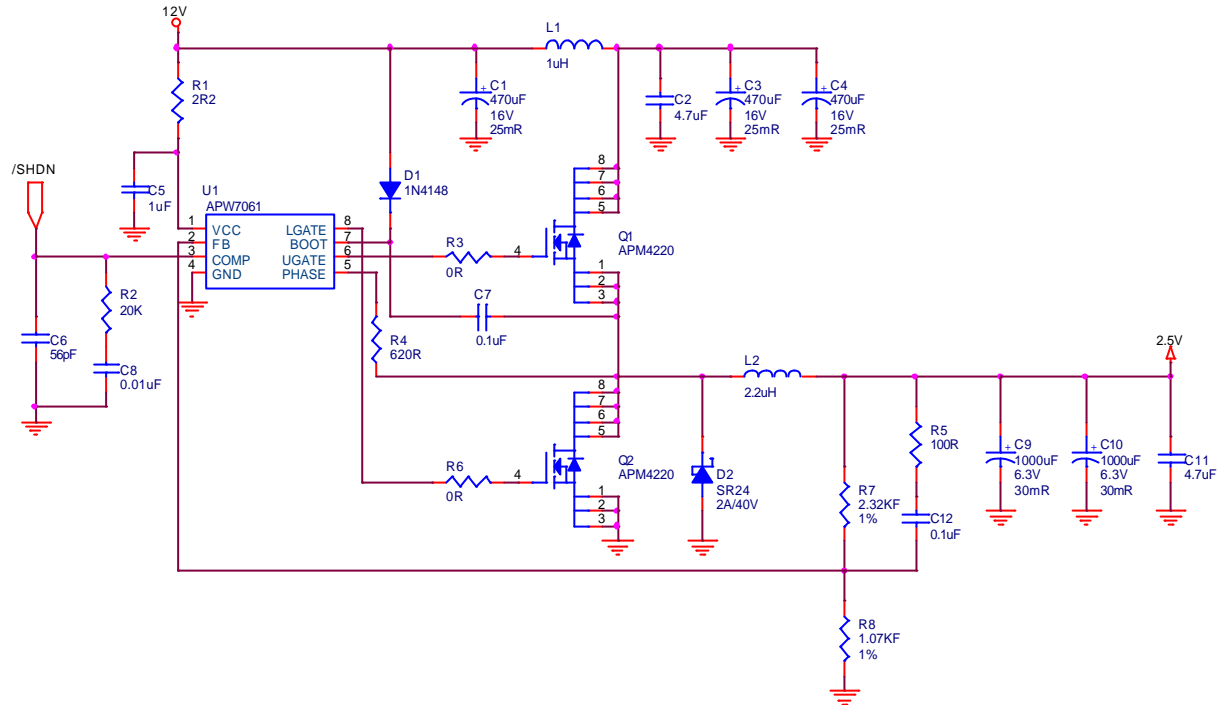 12V
L1
1uH
R1
2R2
C1
470uF
16V
25mR
C2
4.7uF
C3
470uF
16V
25mR
C4
470uF
16V
25mR
/SHDN
C5
1uF
U1
APW7061
D1
1N4148
1 VCC LGATE 8
2 FB BOOT 7
3 COMP UGATE 6
4 GND PHASE 5
R3
0R
4
8
7
6
5
1
2
3
Q1
APM4220
R2
20K
C6
56pF
C8
0.01uF
C7
0.1uF
R4
620R
L2
2.2uH
2.5V
8
7
6
5
4
1
2
3
Q2
APM4220
R6
0R
D2
SR24
2A/40V
R5
100R
R7
2.32KF
1%
C12
0.1uF
C9
1000uF
6.3V
30mR
C10
1000uF
6.3V
30mR
C11
4.7uF
R8
1.07KF
1%